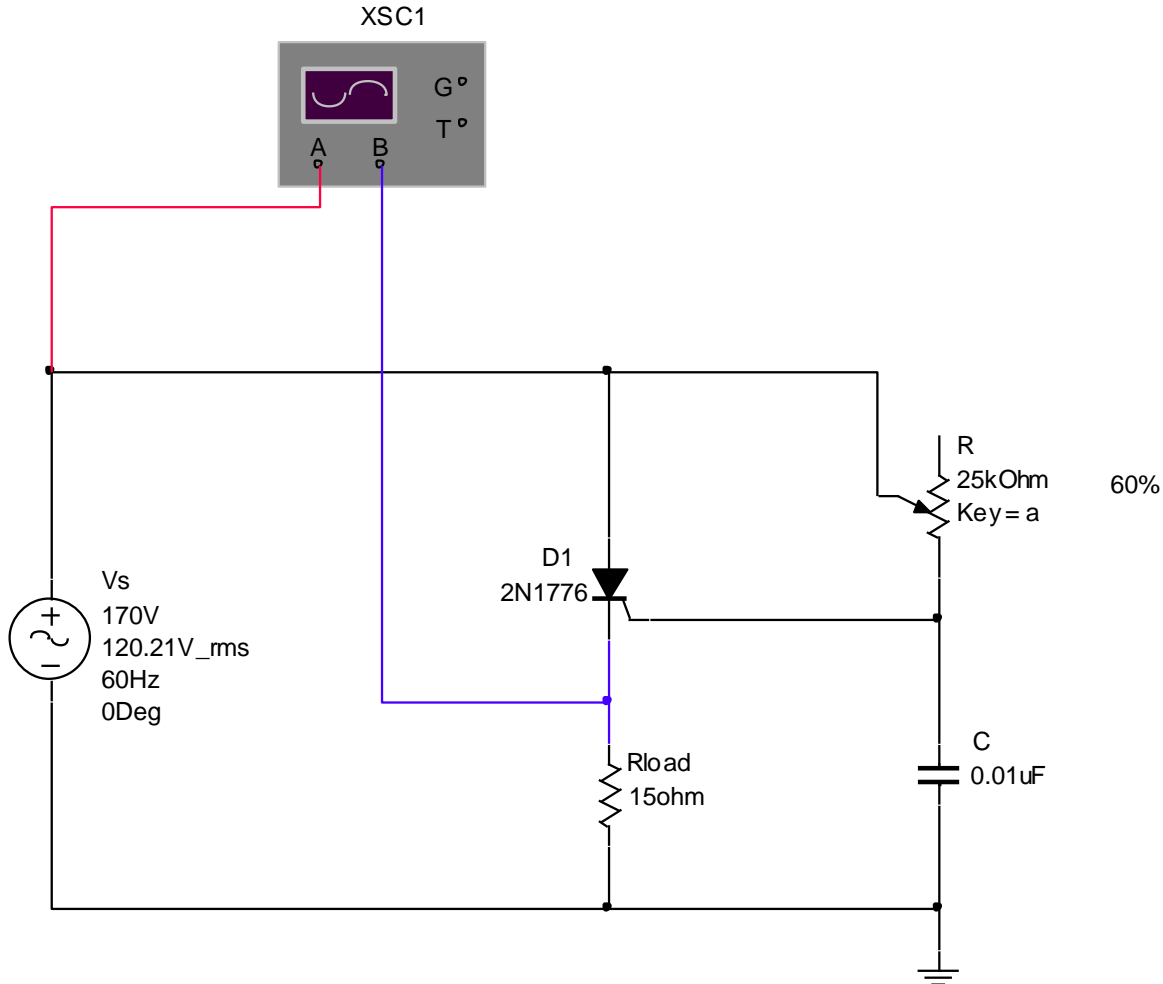 XSC1
G
T
A B
R
25kOhm 60%
Key = a
D1
2N1776
Vs
170V
120.21V_rms
60Hz
0Deg
Rload
15ohm
C
0.01uF